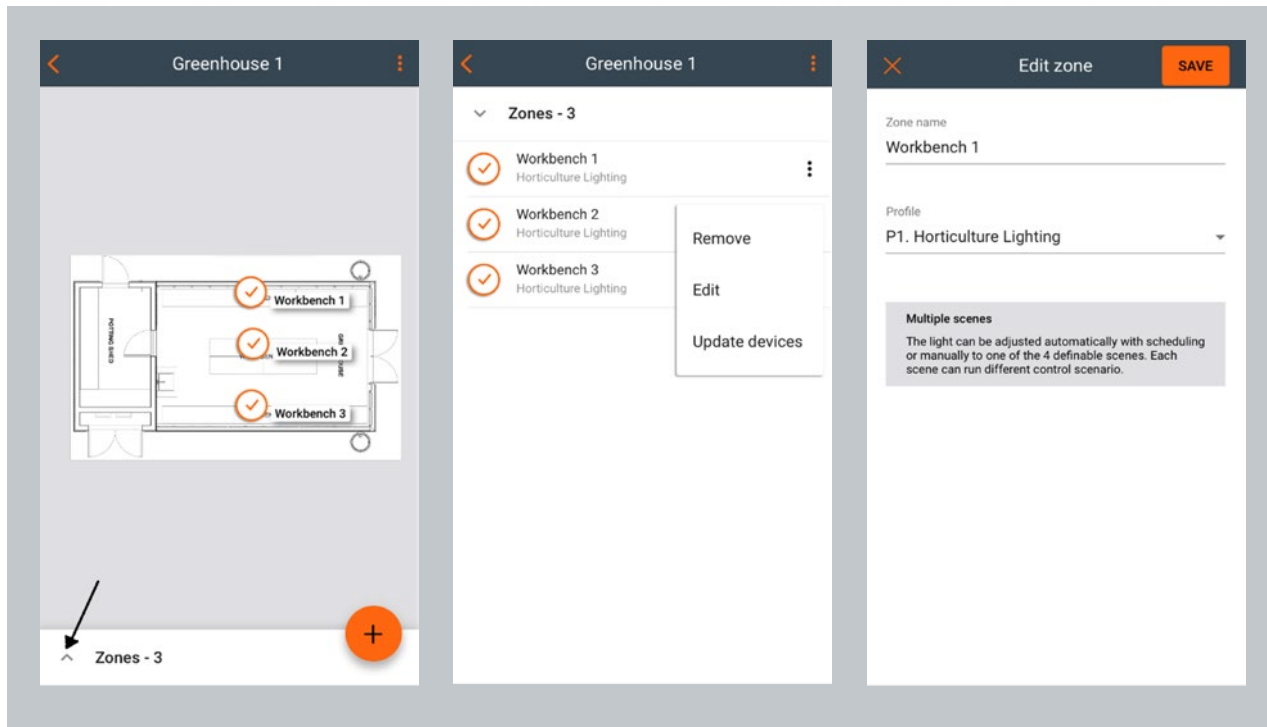 Greenhouse 1
POTTING SHED
Workbench 1
Workbench 2
Workbench 3
Zones - 3
Greenhouse 1
Zones - 3
Workbench 1
Horticulture Lighting
Workbench 2
Horticulture Lighting
Workbench 3
Horticulture Lighting
Remove
Edit
Update devices
Edit zone
SAVE
Zone name
Workbench 1
Profile
P1. Horticulture Lighting
Multiple scenes
The light can be adjusted automatically with scheduling
or manually to one of the 4 definable scenes. Each
scene can run different control scenario.